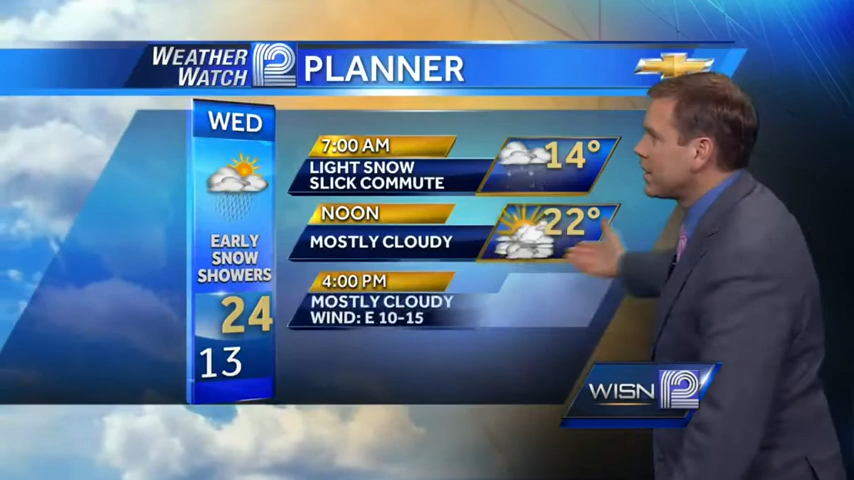 WEATHER
WATCH 12 PLANNER
WED
EARLY
SNOW
SHOWERS
24
13
7:00 AM
LIGHT SNOW
SLICK COMMUTE
14°
NOON
MOSTLY CLOUDY
22°
4:00 PM
MOSTLY CLOUDY
WIND: E 10-15
WISN 12